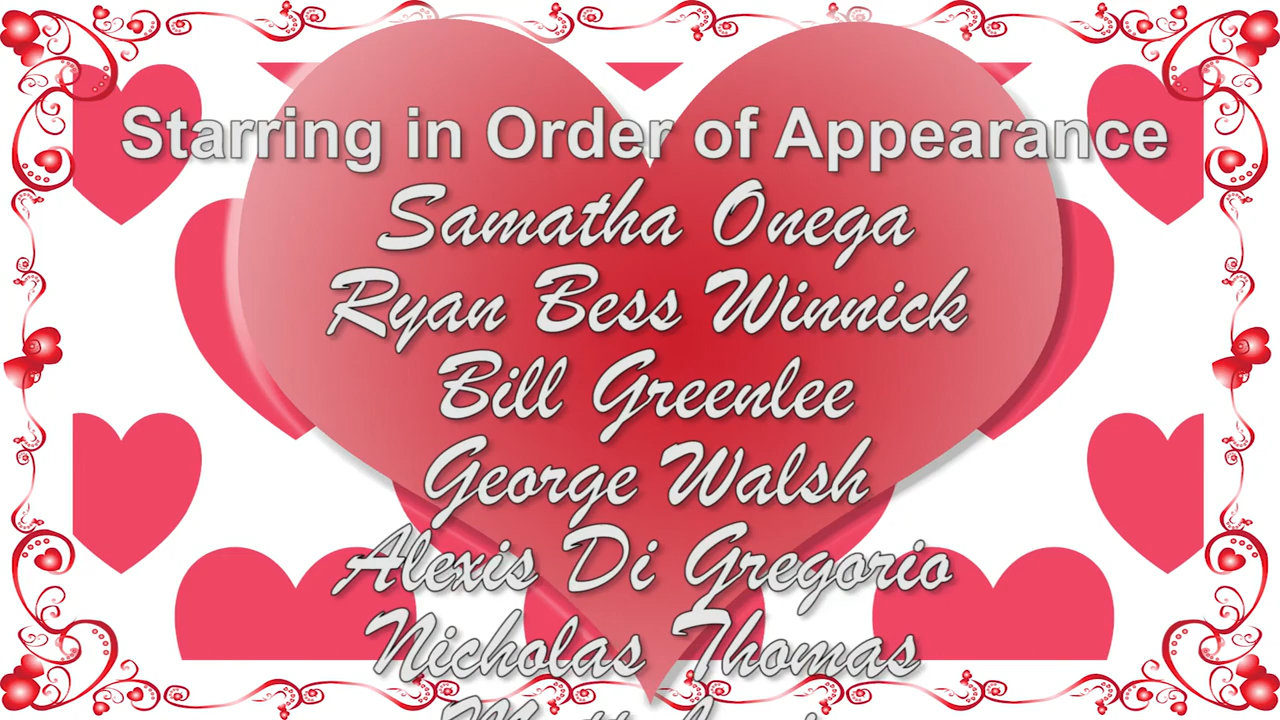 Starring in Order of Appearance
Samatha Onega
Ryan Bess Winnick
Bill Greenlee
George Walsh
Alexis Di Gregorio
Nicholas Thomas